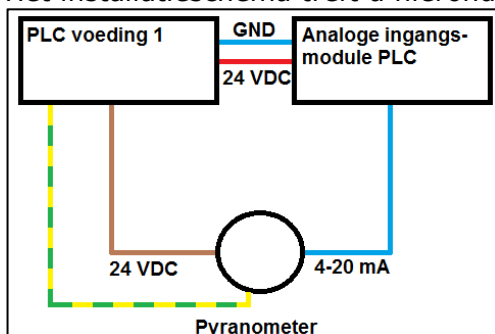 PLC voeding 1
GND
24 VDC
Analoge ingangs-
module PLC
24 VDC
4-20 mA
Pyranometer